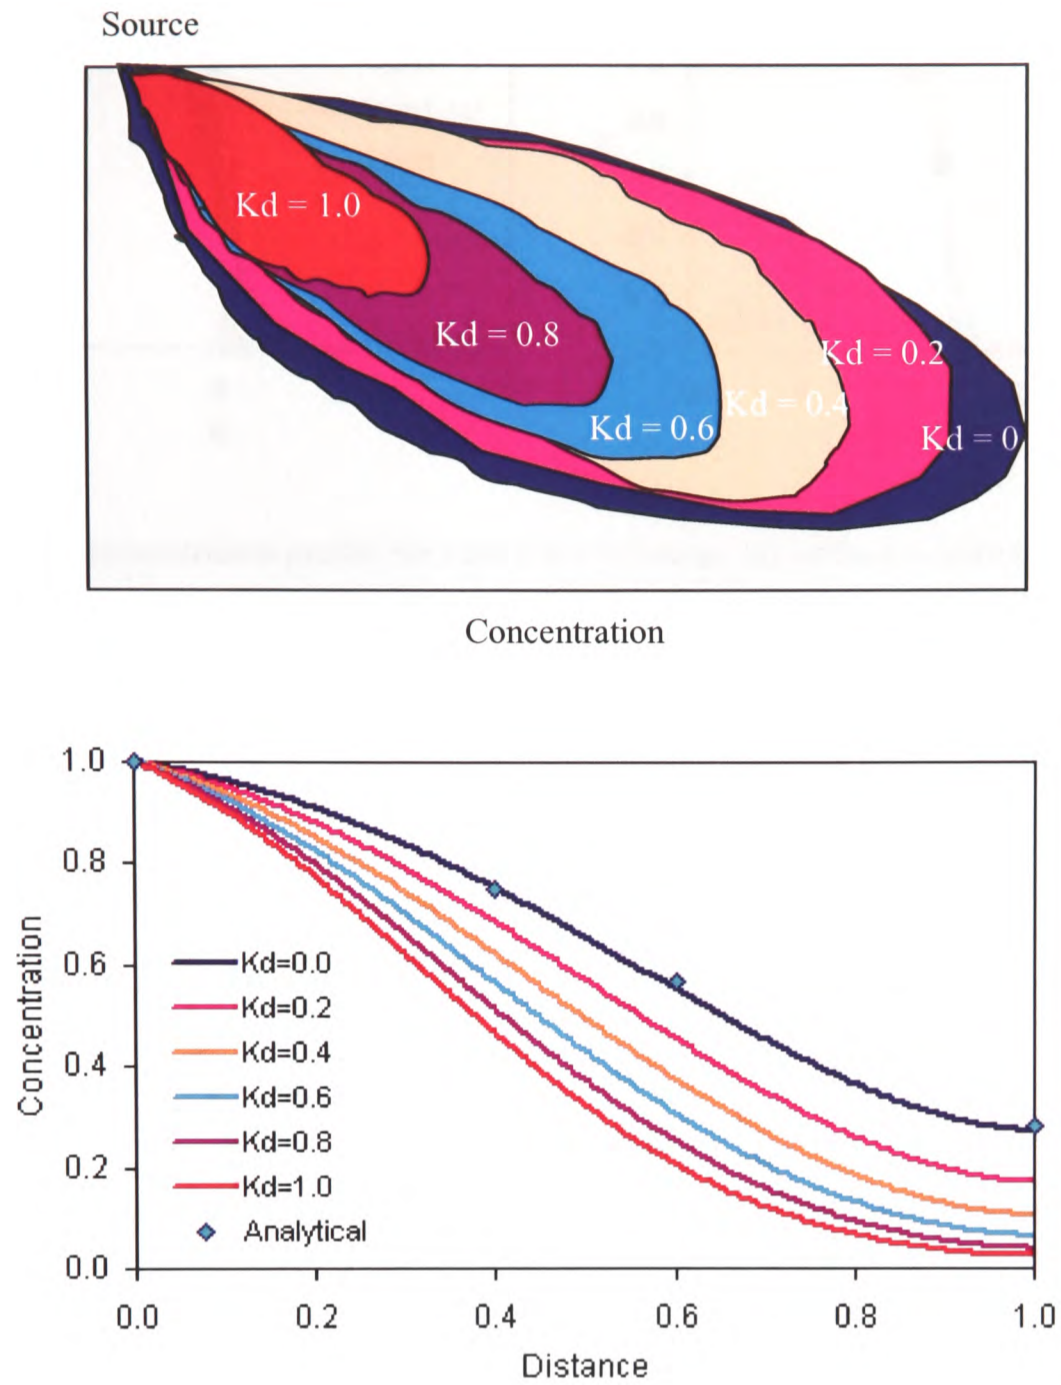 Source
Kd = 1.0
Kd = 0.8
Kd = 0.2
Kd = 0.4
Kd = 0.6
Kd = 0
Concentration
1.0
0.8
0.6
0.4
0.2
0.0
Concentration
Kd=0.0
Kd=0.2
Kd=0.4
Kd=0.6
Kd=0.8
Kd=1.0
Analytical
0.0 0.2 0.4 0.6 0.8 1.0
Distance